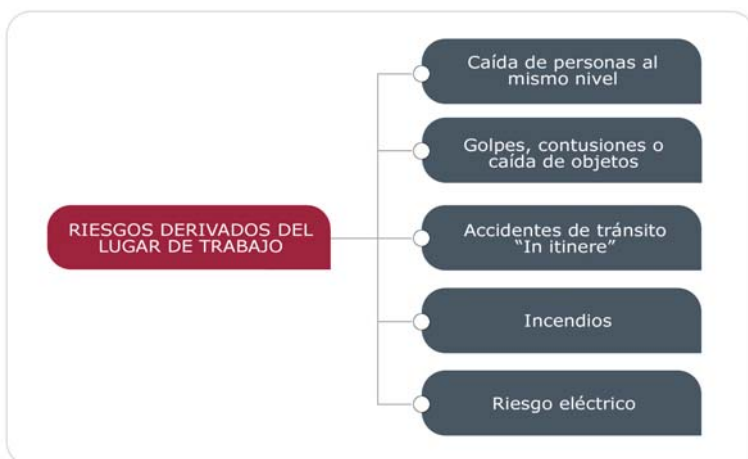 Caída de personas al
mismo nivel
Golpes, contusiones o
caída de objetos
RIESGOS DERIVADOS DEL
LUGAR DE TRABAJO
Accidentes de tránsito
“In itinere”
Incendios
Riesgo eléctrico